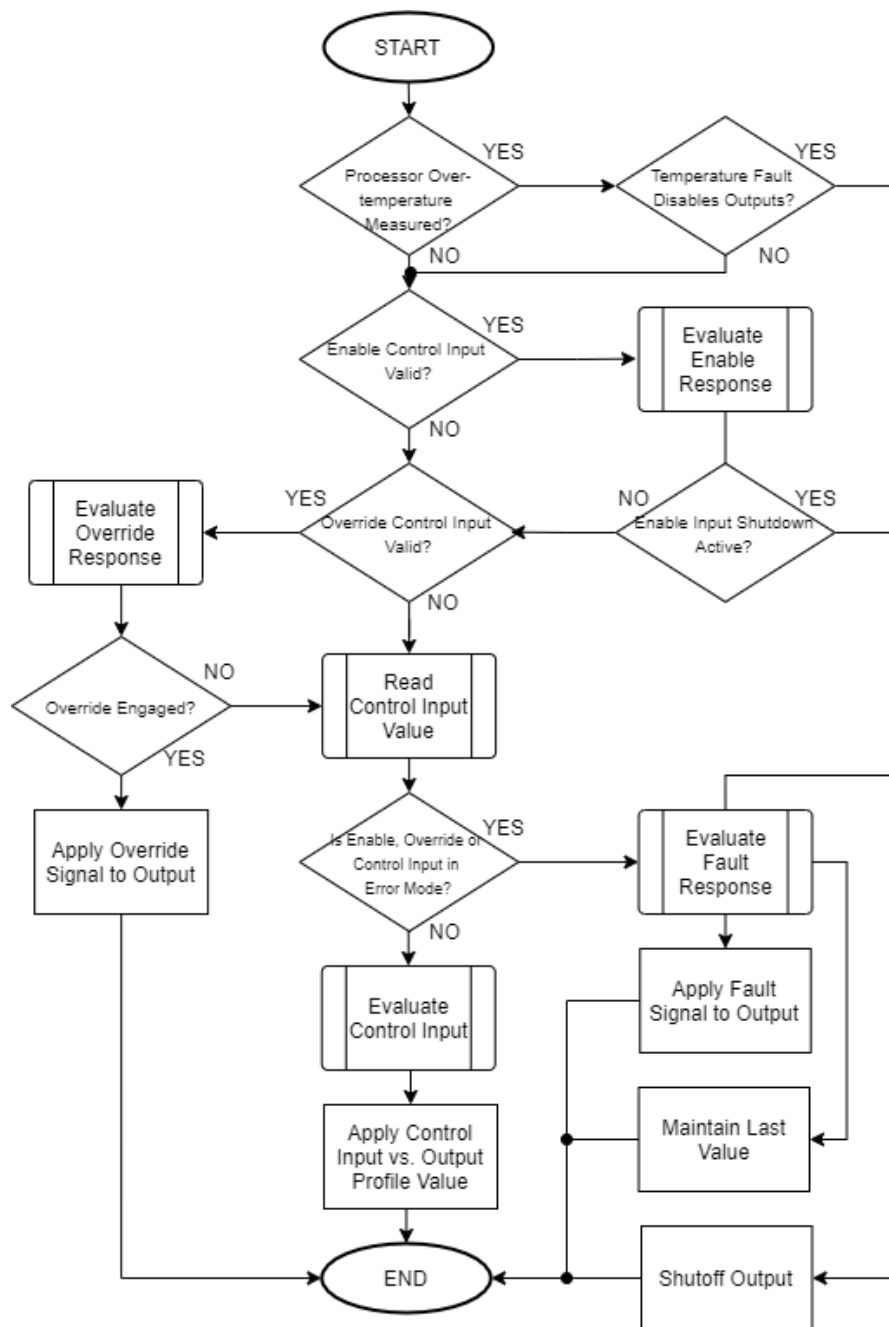 START
YES
YES
Processor Over-
temperature
Measured?
Temperature Fault
Disables Outputs?
NO
NO
YES
Enable Control Input
Valid?
Evaluate
Enable
Response
NO
YES
NO
YES
Evaluate
Override
Response
Override Control Input
Valid?
Enable Input Shutdown
Active?
NO
NO
Read
Control Input
Value
Override Engaged?
YES
YES
Apply Override
Signal to Output
Is Enable, Override or
Control Input in
Error Mode?
Evaluate
Fault
Response
NO
Evaluate
Control Input
Apply Fault
Signal to Output
Apply Control
Input vs. Output
Profile Value
Maintain Last
Value
END
Shutoff Output